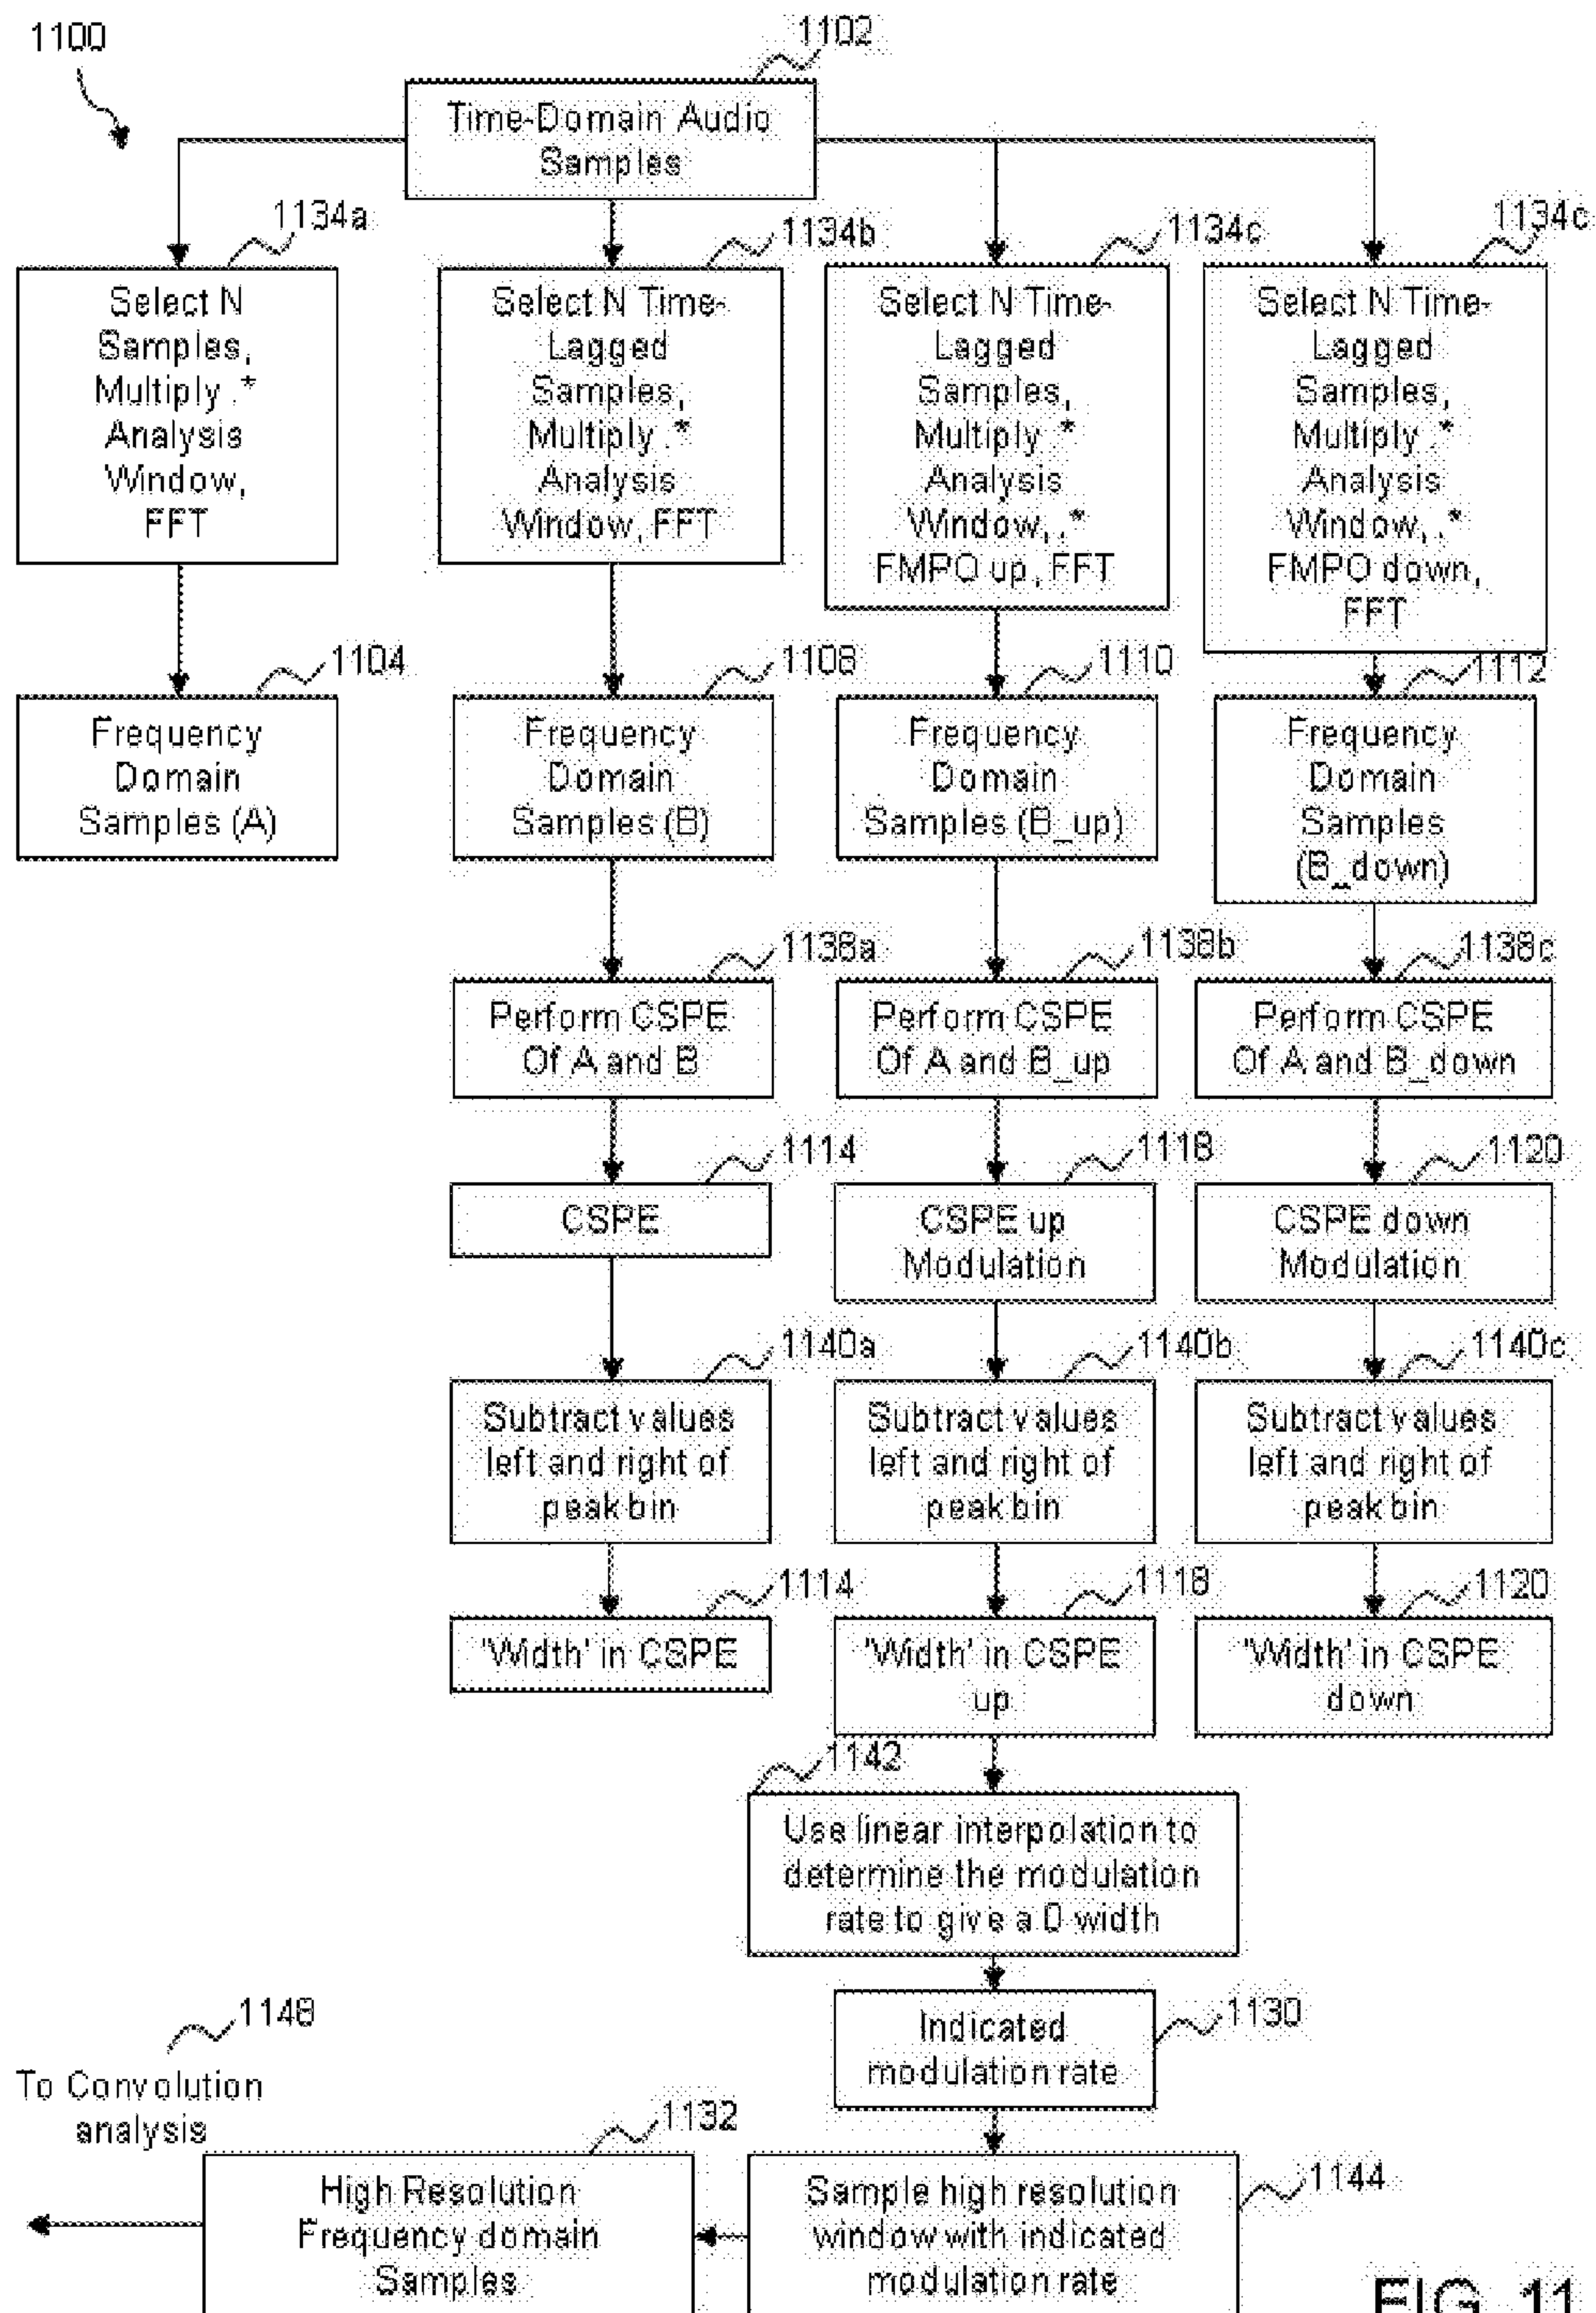 1100
1102
Time-Domain Audio
Samples
1134a
1134b
1134c
1134c
Select N
Samples,
Multiply .*
Analysis
Window,
FFT
Select N Time-
Lagged
Samples,
Multiply .*
Analysis
Window, FFT
Select N Time-
Lagged
Samples,
Multiply .*
Analysis
Window, .*
FMPO up, FFT
Select N Time-
Lagged
Samples,
Multiply .*
Analysis
Window, .*
FMPO down,
FFT
1104
1108
1110
1112
Frequency
Domain
Samples (A)
Frequency
Domain
Samples (B)
Frequency
Domain
Samples (B_up)
Frequency
Domain
Samples
(B_down)
1138a
1138b
1138c
Perform CSPE
Of A and B
Perform CSPE
Of A and B_up
Perform CSPE
Of A and B_down
1114
1118
1120
CSPE
CSPE up
Modulation
CSPE down
Modulation
1140a
1140b
1140c
Subtract values
left and right of
peak bin
Subtract values
left and right of
peak bin
Subtract values
left and right of
peak bin
1114
1118
1120
'Width' in CSPE
'Width' in CSPE
up
'Width' in CSPE
down
1142
Use linear interpolation to
determine the modulation
rate to give a 0 width
1130
Indicated
modulation rate
1148
To Convolution
analysis
1132
High Resolution
Frequency domain
Samples
1144
Sample high resolution
window with indicated
modulation rate
FIG. 11